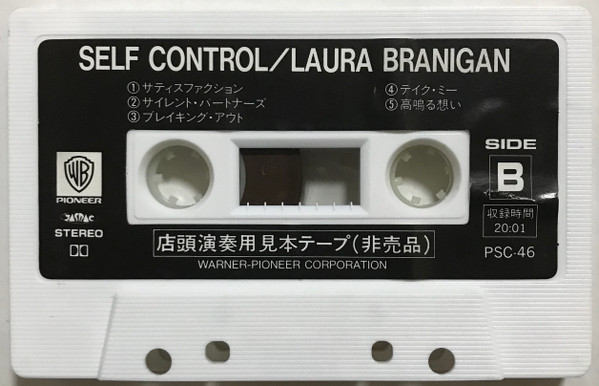 SELF CONTROL/LAURA BRANIGAN
① サティスファクション
② サイレント・パートナーズ
③ ブレイキング・アウト
④ テイク・ミー
⑤ 高鳴る想い
SIDE
B
収録時間
20:01
PSC-46
WB
PIONEER
JASRAC
STEREO
店頭演奏用見本テープ(非売品)
WARNER-PIONEER CORPORATION